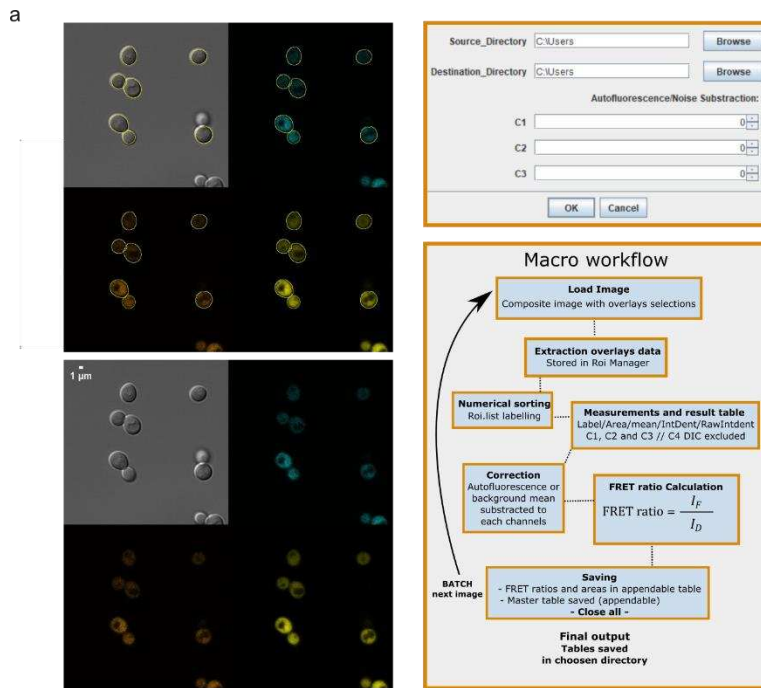 a
1 µm
Source_Directory C:\Users Browse
Destination_Directory C:\Users Browse
Autofluorescence/Noise Substraction:
C1 0
C2 0
C3 0
OK Cancel
Macro workflow
Load Image
Composite image with overlays selections
Extraction overlays data
Stored in Roi Manager
Numerical sorting
Roi.list labelling
Measurements and result table
Label/Area/mean/IntDent/RawIntdent
C1, C2 and C3 // C4 DIC excluded
Correction
Autofluorescence or
background mean
substracted to
each channels
FRET ratio Calculation
FRET ratio = I_F / I_D
BATCH
next image
Saving
- FRET ratios and areas in appendable table
- Master table saved (appendable)
- Close all -
Final output
Tables saved
in choosen directory